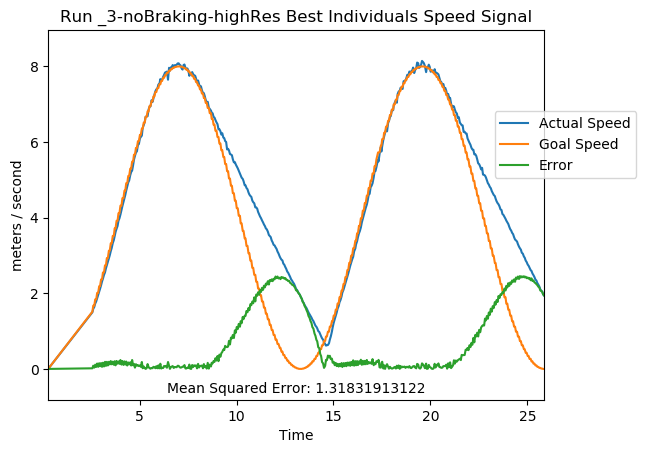 Run _3-noBraking-highRes Best Individuals Speed Signal
8
6
4
2
0
meters / second
Actual Speed
Goal Speed
Error
Mean Squared Error: 1.31831913122
5
10
15
20
25
Time